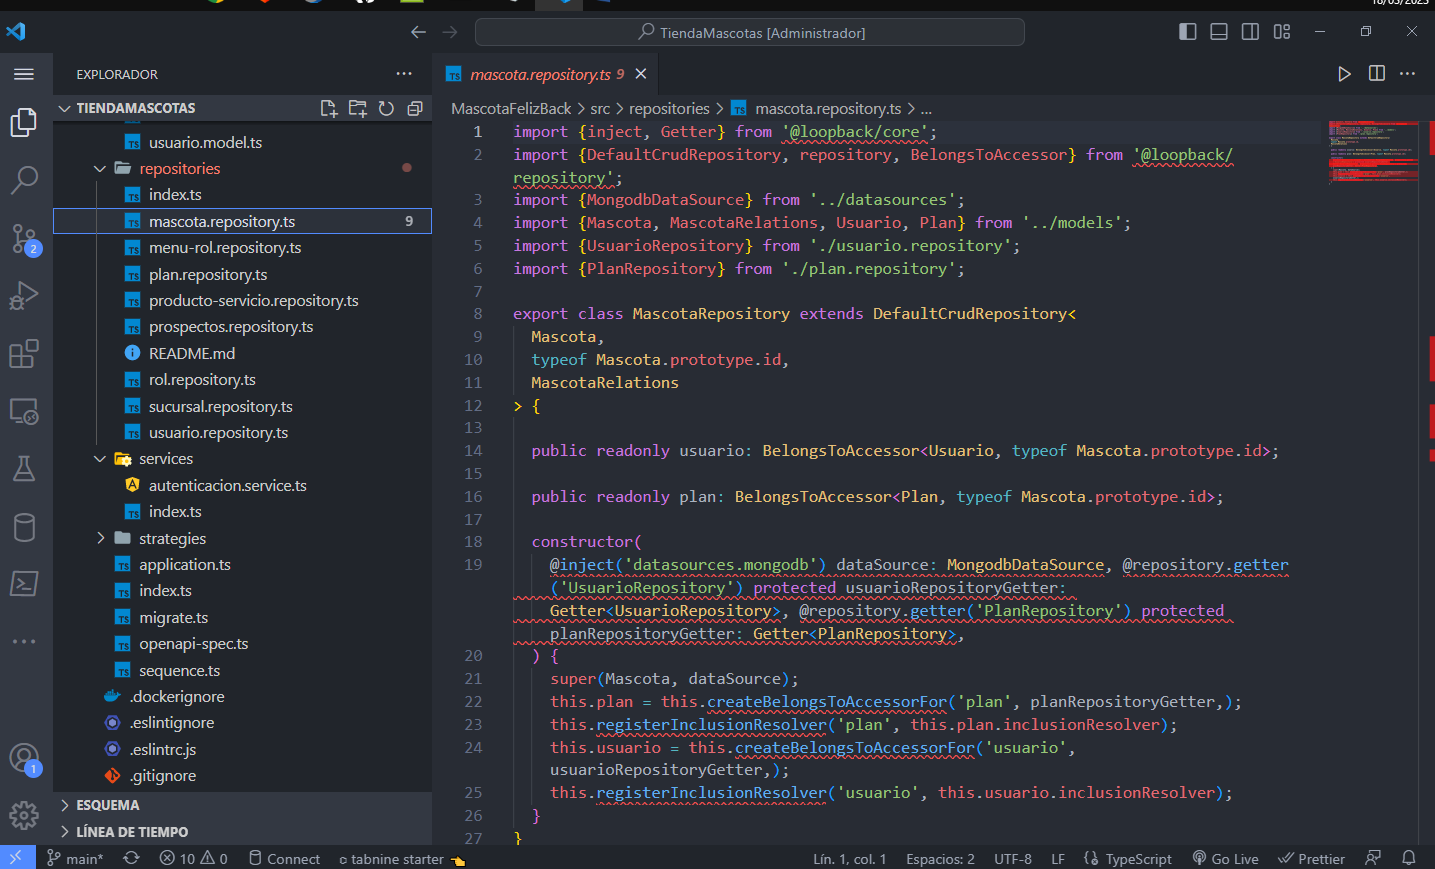 18/03/2023
TiendaMascotas [Administrador]
EXPLORADOR
TIENDAMASCOTAS
usuario.model.ts
repositories
index.ts
mascota.repository.ts 9
menu-rol.repository.ts
plan.repository.ts
producto-servicio.repository.ts
prospectos.repository.ts
README.md
rol.repository.ts
sucursal.repository.ts
usuario.repository.ts
services
autenticacion.service.ts
index.ts
strategies
application.ts
index.ts
migrate.ts
openapi-spec.ts
sequence.ts
.dockerignore
.eslintignore
.eslintrc.js
.gitignore
ESQUEMA
LÍNEA DE TIEMPO
2
1
mascota.repository.ts 9
MascotaFelizBack > src > repositories > mascota.repository.ts > ...
1 import {inject, Getter} from '@loopback/core';
2 import {DefaultCrudRepository, repository, BelongsToAccessor} from '@loopback/
repository';
3 import {MongodbDataSource} from '../datasources';
4 import {Mascota, MascotaRelations, Usuario, Plan} from '../models';
5 import {UsuarioRepository} from './usuario.repository';
6 import {PlanRepository} from './plan.repository';
7
8 export class MascotaRepository extends DefaultCrudRepository<
9 Mascota,
10 typeof Mascota.prototype.id,
11 MascotaRelations
12 > {
13
14 public readonly usuario: BelongsToAccessor<Usuario, typeof Mascota.prototype.id>;
15
16 public readonly plan: BelongsToAccessor<Plan, typeof Mascota.prototype.id>;
17
18 constructor(
19 @inject('datasources.mongodb') dataSource: MongodbDataSource, @repository.getter
('UsuarioRepository') protected usuarioRepositoryGetter:
Getter<UsuarioRepository>, @repository.getter('PlanRepository') protected
planRepositoryGetter: Getter<PlanRepository>,
20 ) {
21 super(Mascota, dataSource);
22 this.plan = this.createBelongsToAccessorFor('plan', planRepositoryGetter,);
23 this.registerInclusionResolver('plan', this.plan.inclusionResolver);
24 this.usuario = this.createBelongsToAccessorFor('usuario',
usuarioRepositoryGetter,);
25 this.registerInclusionResolver('usuario', this.usuario.inclusionResolver);
26 }
27 }
main* 10 0 Connect tabnine starter Lín. 1, col. 1 Espacios: 2 UTF-8 LF TypeScript Go Live Prettier